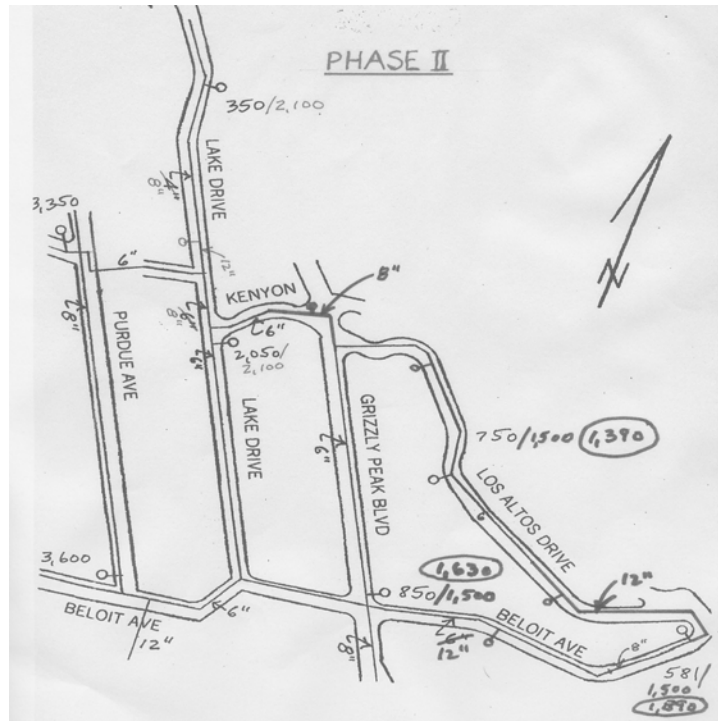 PHASE II
350/2,100
LAKE DRIVE
4"
8"
3,350
12"
6"
8"
KENYON
8"
6"
8"
PURDUE AVE
6"
6"
2,050/
2,100
LAKE DRIVE
GRIZZLY PEAK BLVD
6"
750/1,500 1,390
LOS ALTOS DRIVE
3,600
1,630
850/1,500
12"
BELOIT AVE
6"
12"
BELOIT AVE
6"
12"
8"
8"
581/
1,500
N